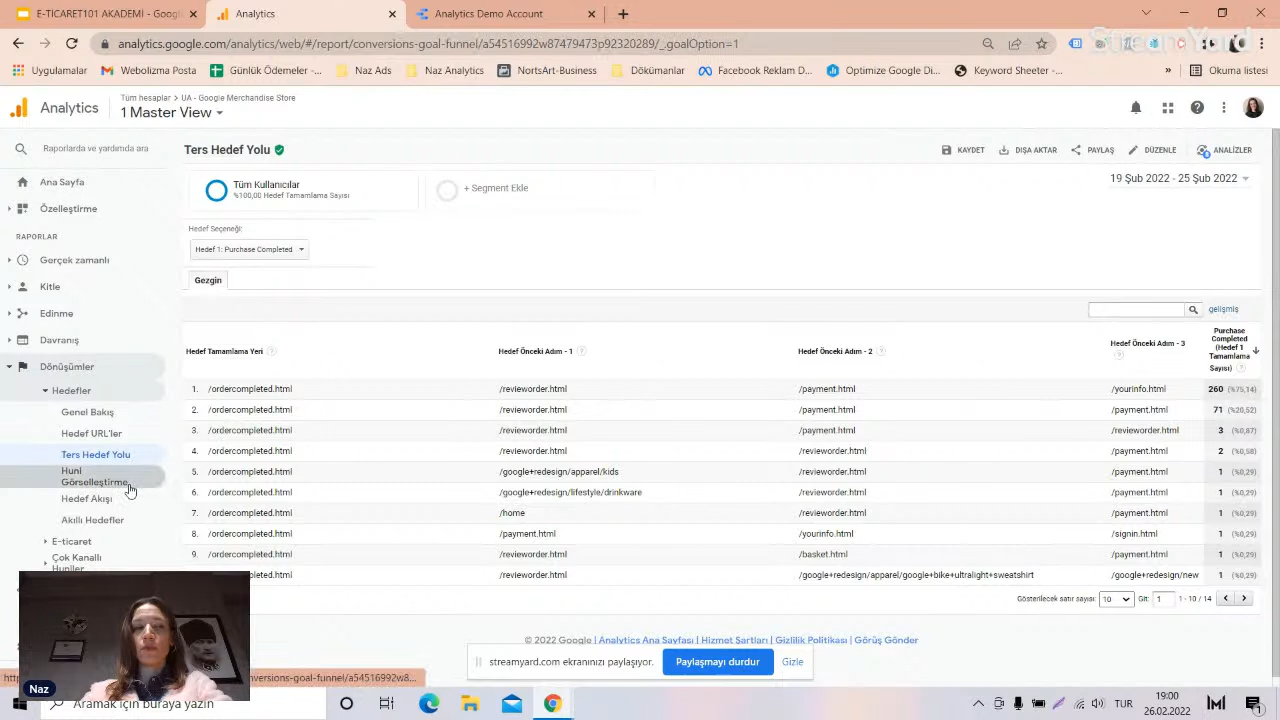 E-TICARET101 AKADEMİ - Goog
Analytics
Analytics Demo Account
analytics.google.com/analytics/web/#/report/conversions-goal-funnel/a54516992w87479473p92320289/_goalOption=1
StreamYard
Uygulamalar
Webolizma Posta
Günlük Ödemeler -...
Naz Ads
Naz Analytics
NortsArt-Business
Dökümanlar
Facebook Reklam D...
Optimize Google Di...
Keyword Sheeter -...
»
Okuma listesi
Analytics
Tüm hesaplar > UA - Google Merchandise Store
1 Master View
Raporlarda ve yardımda ara
Ters Hedef Yolu
KAYDET
DIŞA AKTAR
PAYLAŞ
DÜZENLE
ANALİZLER
Ana Sayfa
Özelleştirme
RAPORLAR
Gerçek zamanlı
Kitle
Edinme
Davranış
Dönüşümler
Hedefler
Genel Bakış
Hedef URL'ler
Ters Hedef Yolu
Huni
Görselleştirme
Hedef Akışı
Akıllı Hedefler
E-ticaret
Çok Kanallı
Huniler
Tüm Kullanıcılar
%100,00 Hedef Tamamlama Sayısı
+ Segment Ekle
19 Şub 2022 - 25 Şub 2022
Hedef Seçeneği:
Hedef 1: Purchase Completed
Gezgin
gelişmiş
Hedef Tamamlama Yeri
Hedef Önceki Adım - 1
Hedef Önceki Adım - 2
Hedef Önceki Adım - 3
Purchase
Completed
(Hedef 1
Tamamlama
Sayısı)
1. /ordercompleted.html /revieworder.html /payment.html /yourinfo.html 260 (%75,14)
2. /ordercompleted.html /revieworder.html /payment.html /payment.html 71 (%20,52)
3. /ordercompleted.html /revieworder.html /payment.html /revieworder.html 3 (%0,87)
4. /ordercompleted.html /revieworder.html /revieworder.html /payment.html 2 (%0,58)
5. /ordercompleted.html /google+redesign/apparel/kids /revieworder.html /payment.html 1 (%0,29)
6. /ordercompleted.html /google+redesign/lifestyle/drinkware /revieworder.html /payment.html 1 (%0,29)
7. /ordercompleted.html /home /revieworder.html /payment.html 1 (%0,29)
8. /ordercompleted.html /payment.html /yourinfo.html /signin.html 1 (%0,29)
9. /ordercompleted.html /revieworder.html /basket.html /payment.html 1 (%0,29)
completed.html /revieworder.html /google+redesign/apparel/google+bike+ultralight+sweatshirt /google+redesign/new 1 (%0,29)
Gösterilecek satır sayısı: 10 Git: 1 1 - 10 / 14
© 2022 Google | Analytics Ana Sayfası | Hizmet Şartları | Gizlilik Politikası | Görüş Gönder
streamyard.com ekranınızı paylaşıyor.
Paylaşmayı durdur
Gizle
http
onversions-goal-funnel/a54516992w8...
Naz
Aramak için buraya yazın
TUR
19:00
26.02.2022
1